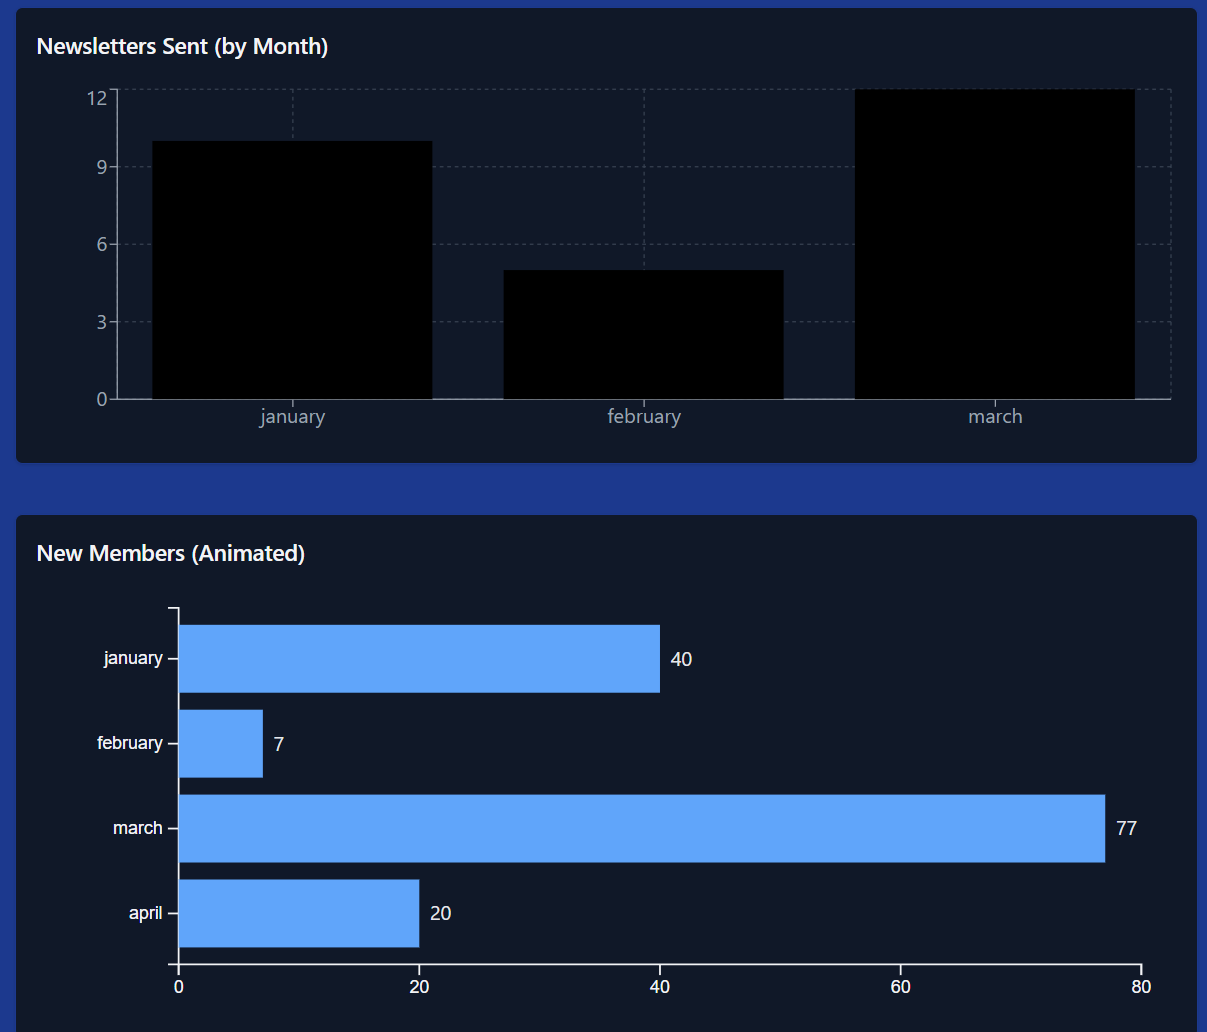 Newsletters Sent (by Month)
12
9
6
3
0
january
february
march
New Members (Animated)
january
40
february
7
march
77
april
20
0
20
40
60
80